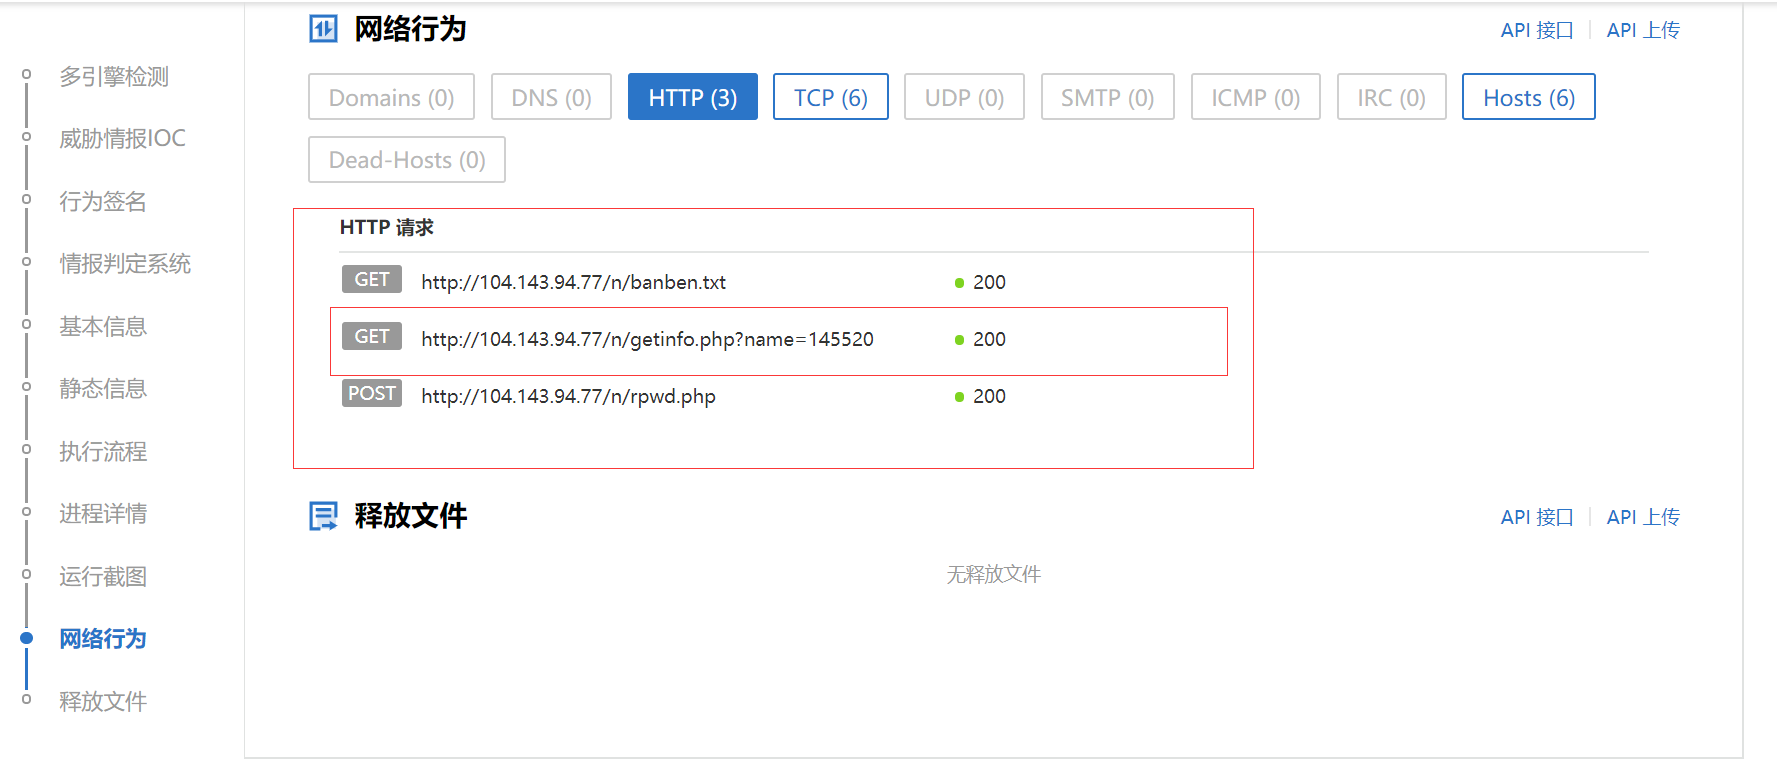 网络行为
API 接口
API 上传
多引擎检测
威胁情报IOC
行为签名
情报判定系统
基本信息
静态信息
执行流程
进程详情
运行截图
网络行为
释放文件
Domains (0)
DNS (0)
HTTP (3)
TCP (6)
UDP (0)
SMTP (0)
ICMP (0)
IRC (0)
Hosts (6)
Dead-Hosts (0)
HTTP 请求
GET http://104.143.94.77/n/banben.txt 200
GET http://104.143.94.77/n/getinfo.php?name=145520 200
POST http://104.143.94.77/n/rpwd.php 200
释放文件
API 接口
API 上传
无释放文件